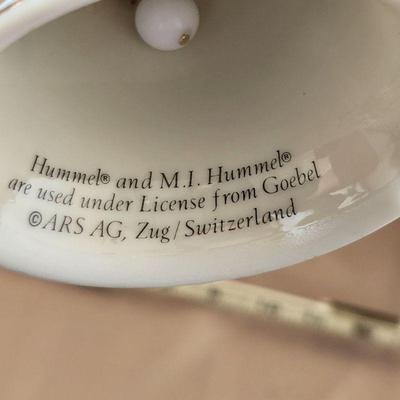 Hummel® and M.I. Hummel®
are used under License from Goebel
©ARS AG, Zug/Switzerland